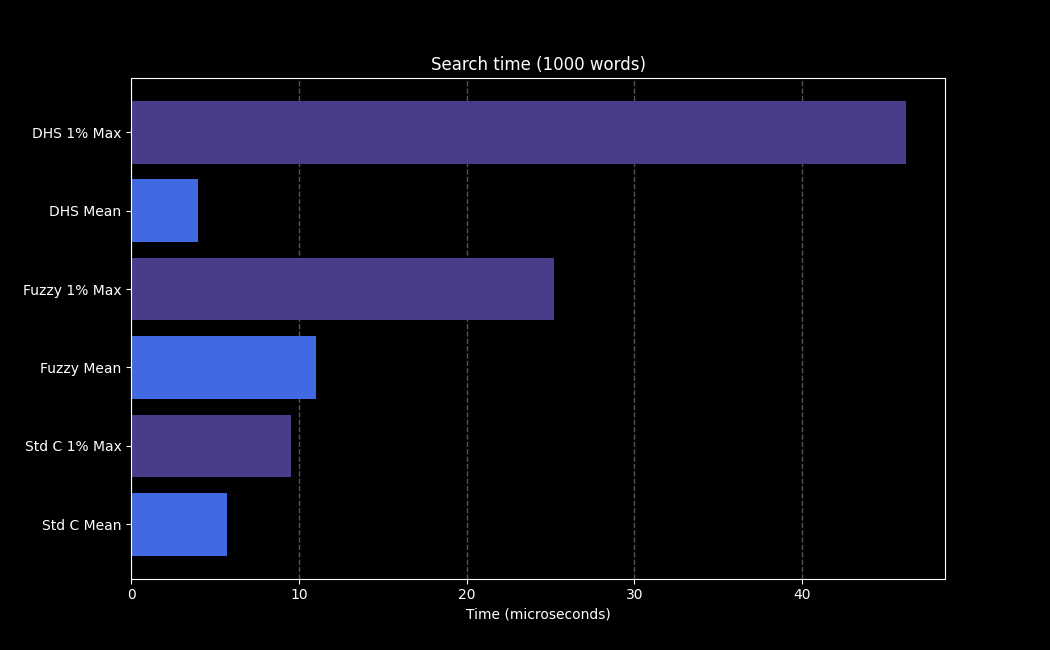 Search time (1000 words)
DHS 1% Max
DHS Mean
Fuzzy 1% Max
Fuzzy Mean
Std C 1% Max
Std C Mean
0 10 20 30 40
Time (microseconds)